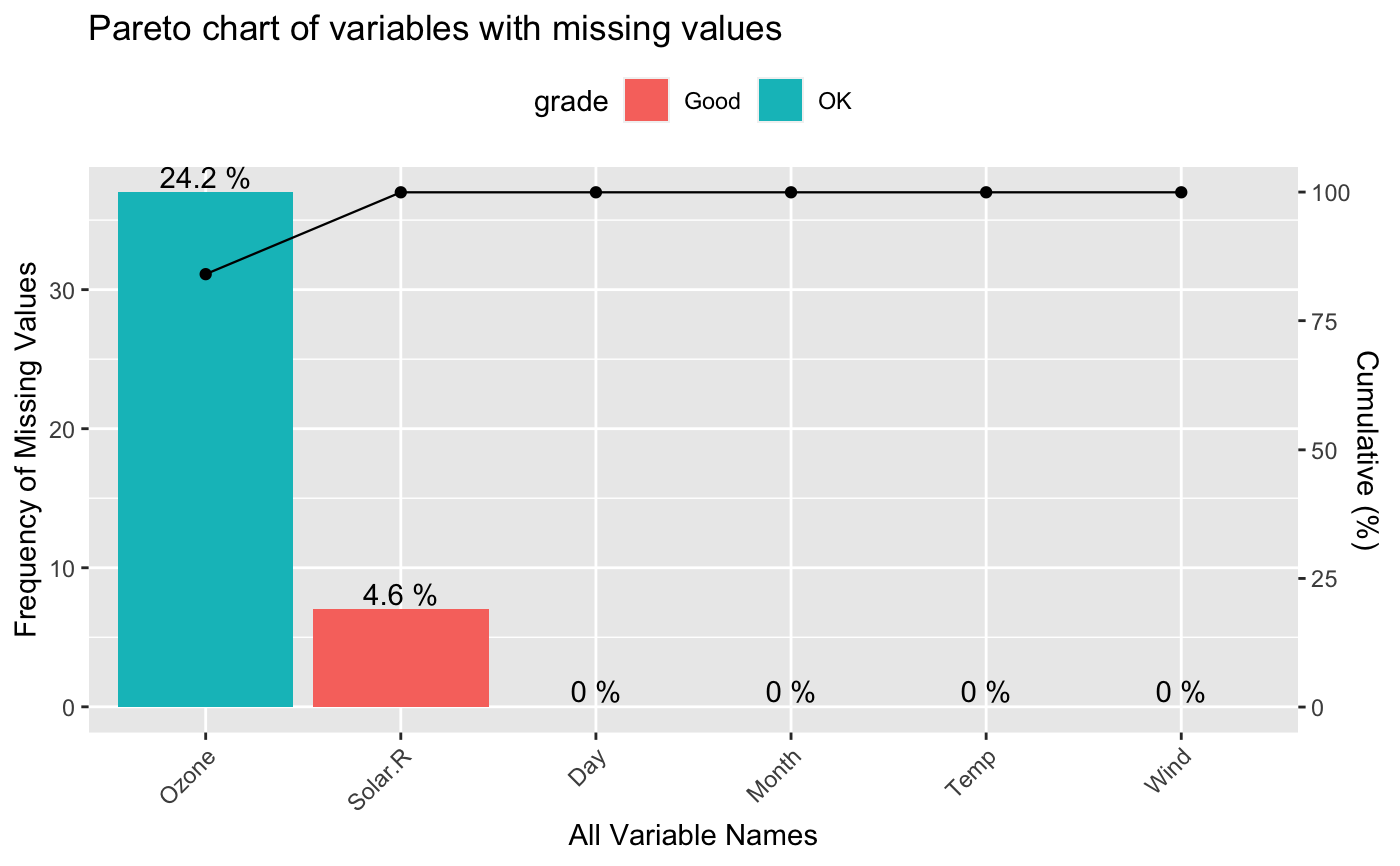 Pareto chart of variables with missing values
grade Good OK
24.2 %
4.6 %
0 % 0 % 0 % 0 %
Frequency of Missing Values
30
20
10
0
100
75
50
25
0
Cumulative (%)
Ozone Solar.R Day Month Temp Wind
All Variable Names